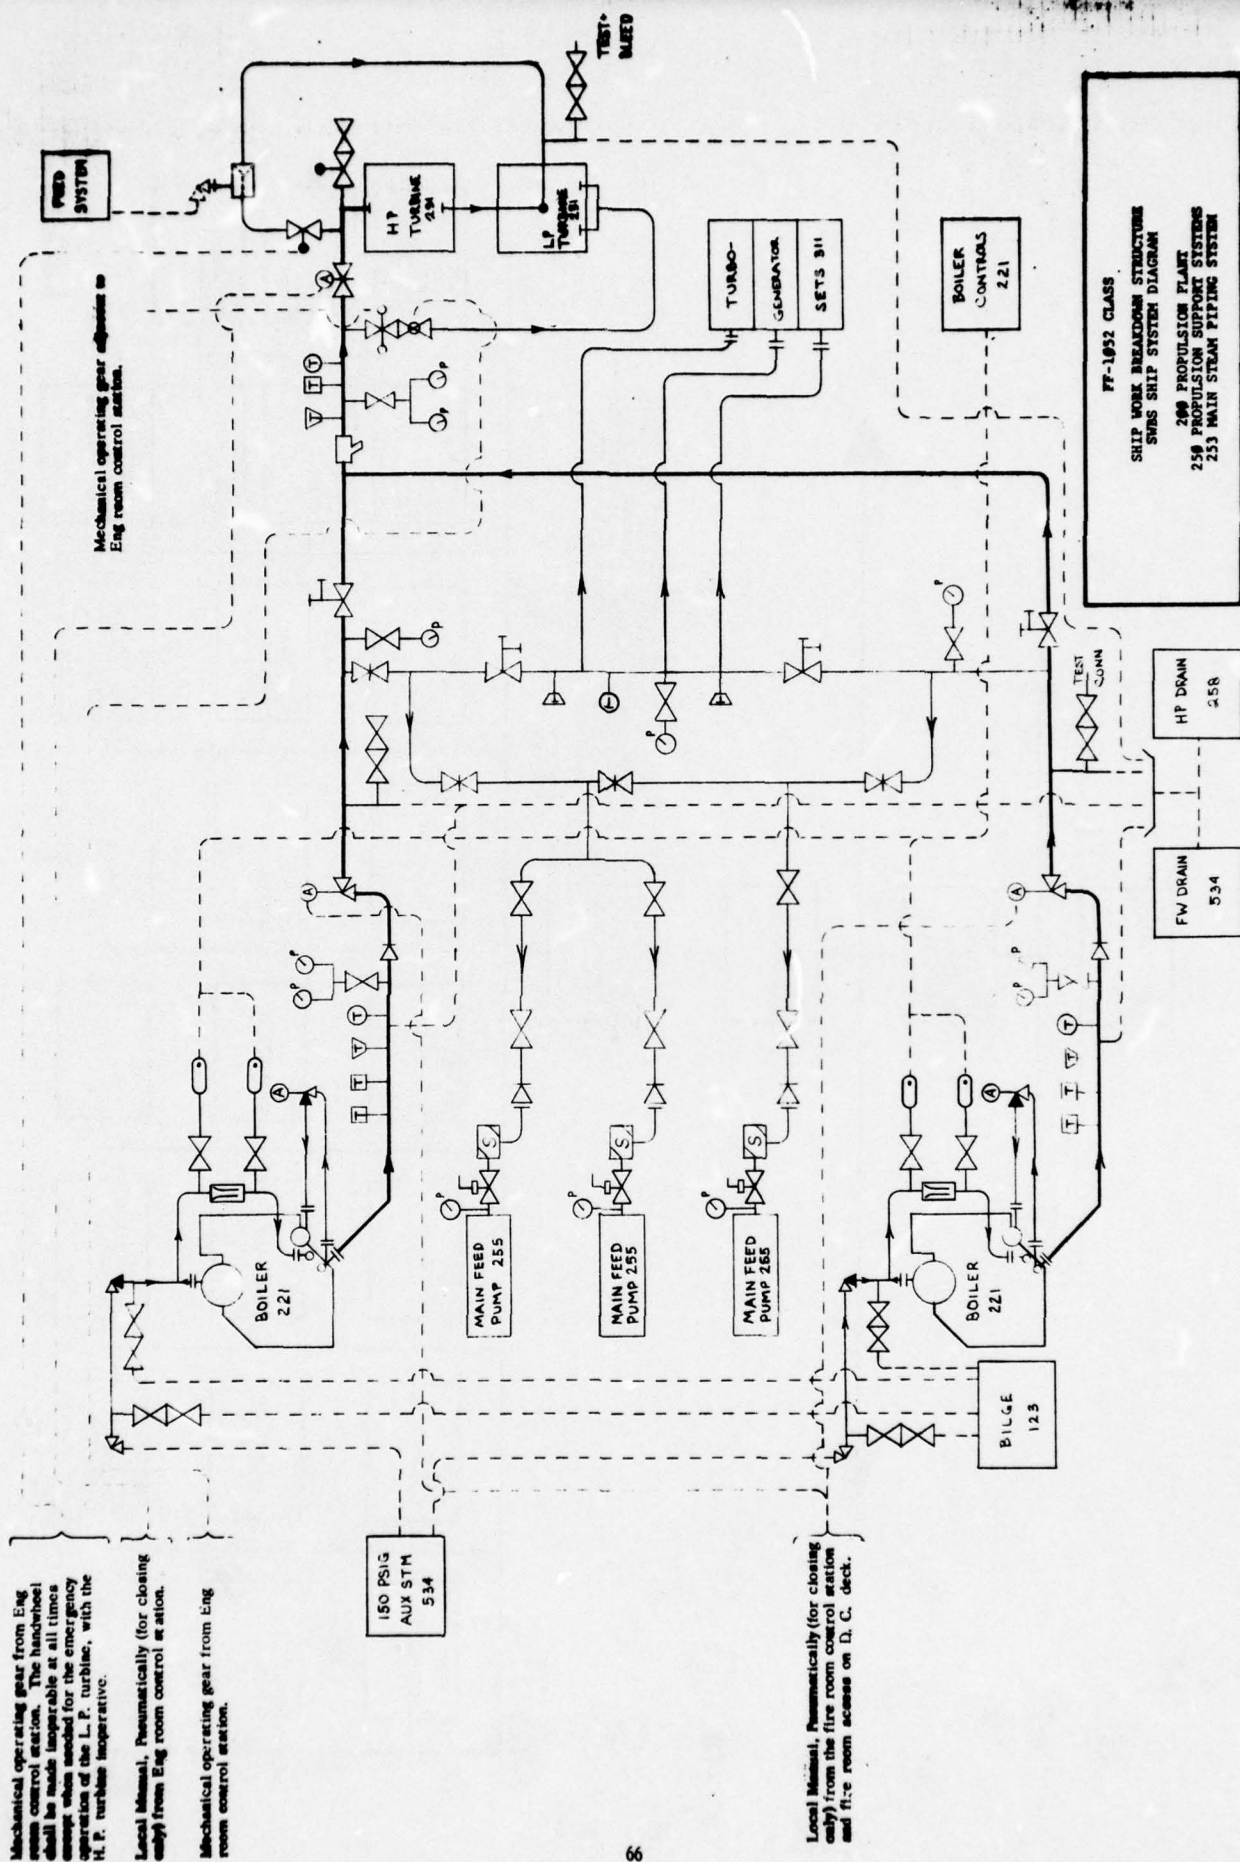 FEED
SYSTEM
TEST+
BLEED
HP
TURBINE
231
LP
TURBINE
231
Mechanical operating gear adjacent to
Eng room control station.
A
T
T
T
P
P
TURBO-
GENERATOR
SETS 311
BOILER
CONTROLS
221
FF-1052 CLASS
SHIP WORK BREAKDOWN STRUCTURE
SWBS SHIP SYSTEM DIAGRAM
200 PROPULSION PLANT
250 PROPULSION SUPPORT SYSTEMS
253 MAIN STEAM PIPING SYSTEM
P
P
T
T
T
P
TEST
CONN
HP DRAIN
258
FW DRAIN
534
A
P
P
T
T
T
T
A
BOILER
221
S
P
MAIN FEED
PUMP 255
S
P
MAIN FEED
PUMP 255
S
P
MAIN FEED
PUMP 255
A
P
P
T
T
T
T
A
BOILER
221
BILGE
123
150 PSIG
AUX STM
534
Mechanical operating gear from Eng
room control station. The handwheel
shall be made inoperable at all times
except when needed for the emergency
operation of the L. P. turbine, with the
H. P. turbine inoperative.
Local Manual, Pneumatically (for closing
only) from Eng room control station.
Mechanical operating gear from Eng
room control station.
Local Manual, Pneumatically (for closing
only) from the fire room control station
and fire room access on D. C. deck.
66